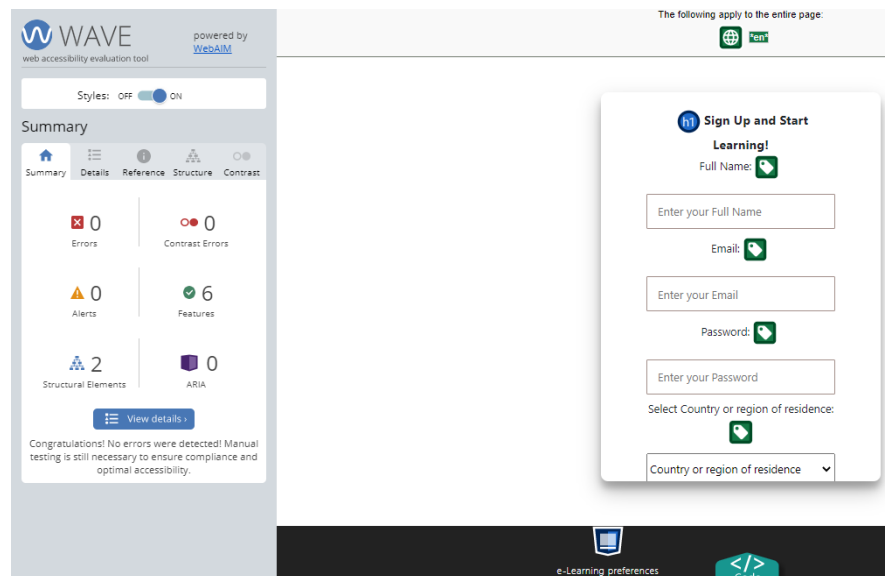 WAVE
web accessibility evaluation tool
powered by
WebAIM
Styles: OFF ON
Summary
Summary Details Reference Structure Contrast
0
Errors
0
Contrast Errors
0
Alerts
6
Features
2
Structural Elements
0
ARIA
View details ›
Congratulations! No errors were detected! Manual
testing is still necessary to ensure compliance and
optimal accessibility.
The following apply to the entire page:
"en"
h1 Sign Up and Start
Learning!
Full Name:
Enter your Full Name
Email:
Enter your Email
Password:
Enter your Password
Select Country or region of residence:
Country or region of residence
e-Learning preferences
</>
Code